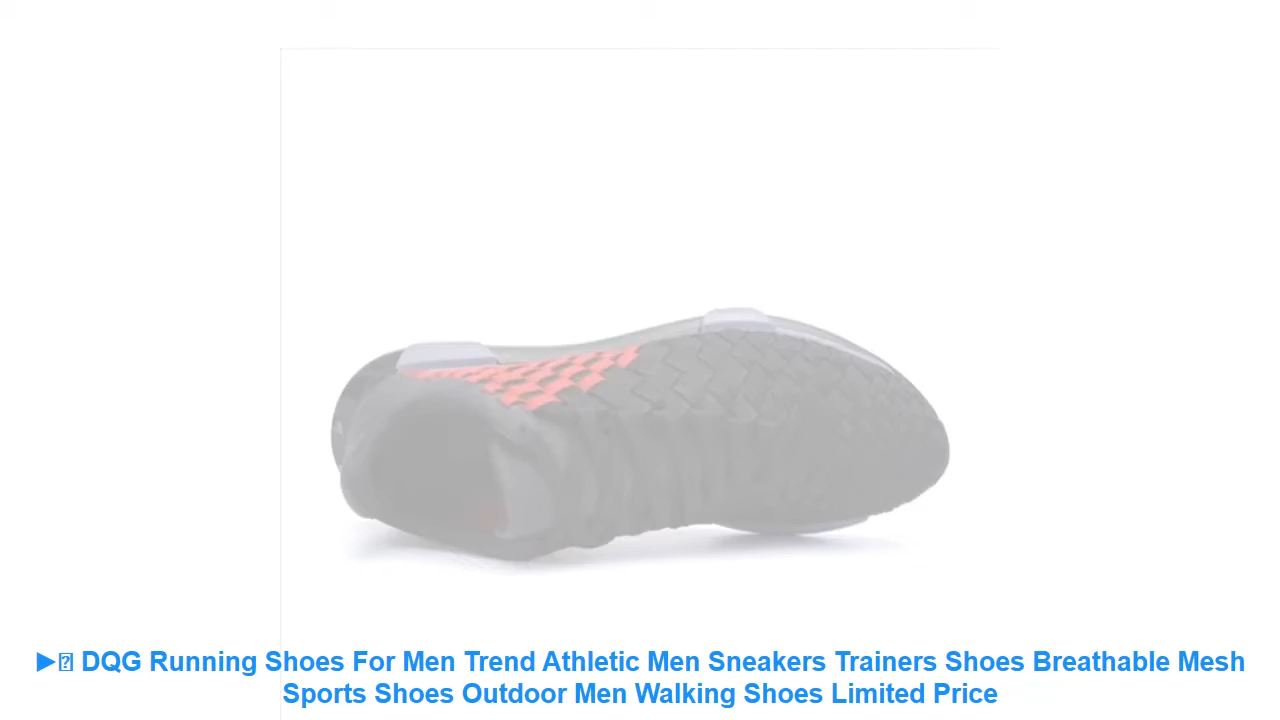 ▶⍰ DQG Running Shoes For Men Trend Athletic Men Sneakers Trainers Shoes Breathable Mesh
Sports Shoes Outdoor Men Walking Shoes Limited Price